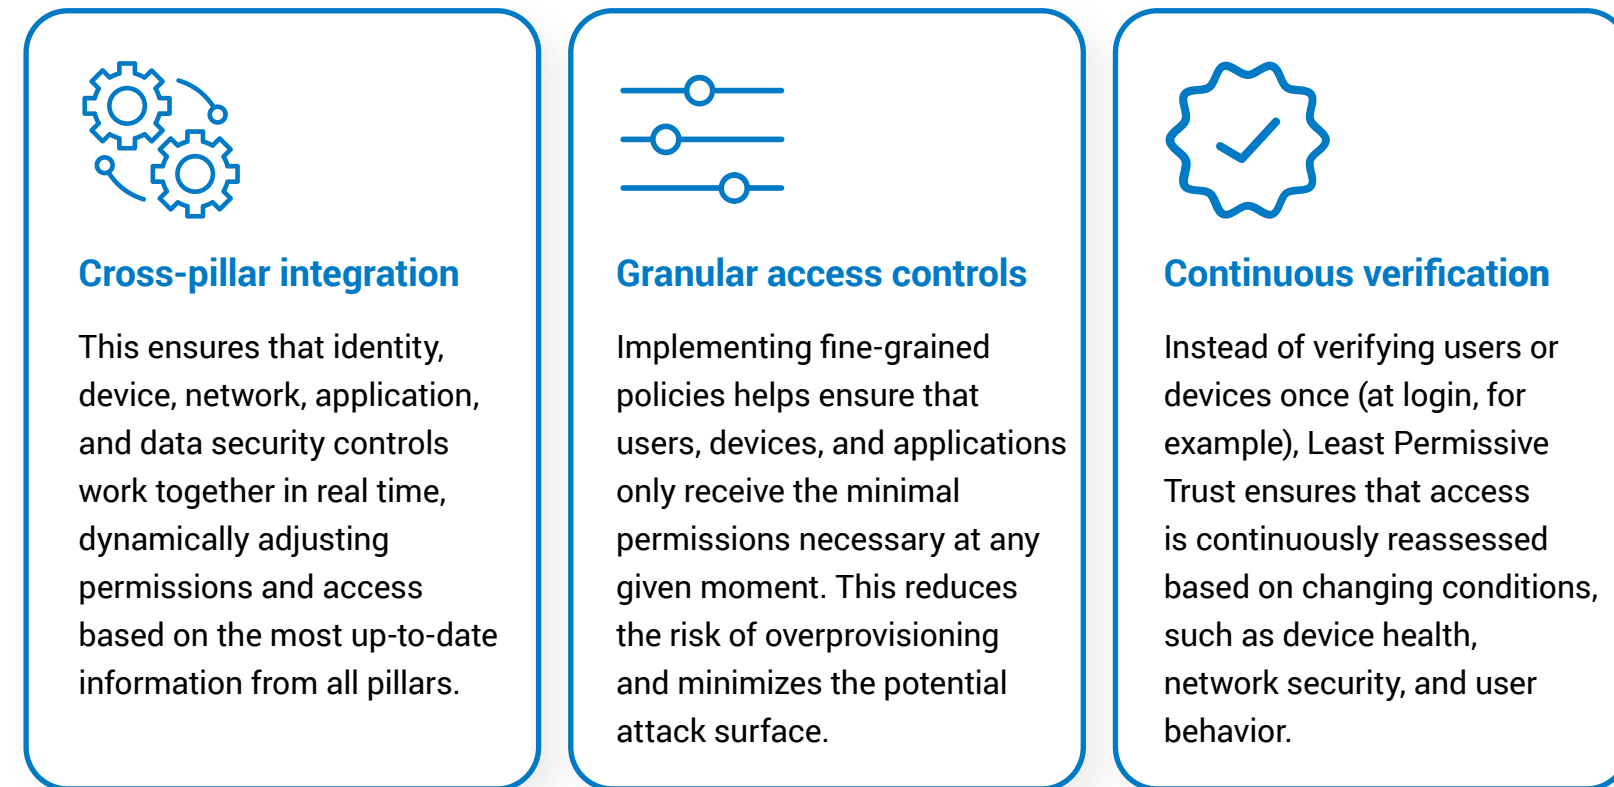 Cross-pillar integration
This ensures that identity,
device, network, application,
and data security controls
work together in real time,
dynamically adjusting
permissions and access
based on the most up-to-date
information from all pillars.
Granular access controls
Implementing fine-grained
policies helps ensure that
users, devices, and applications
only receive the minimal
permissions necessary at any
given moment. This reduces
the risk of overprovisioning
and minimizes the potential
attack surface.
Continuous verification
Instead of verifying users or
devices once (at login, for
example), Least Permissive
Trust ensures that access
is continuously reassessed
based on changing conditions,
such as device health,
network security, and user
behavior.